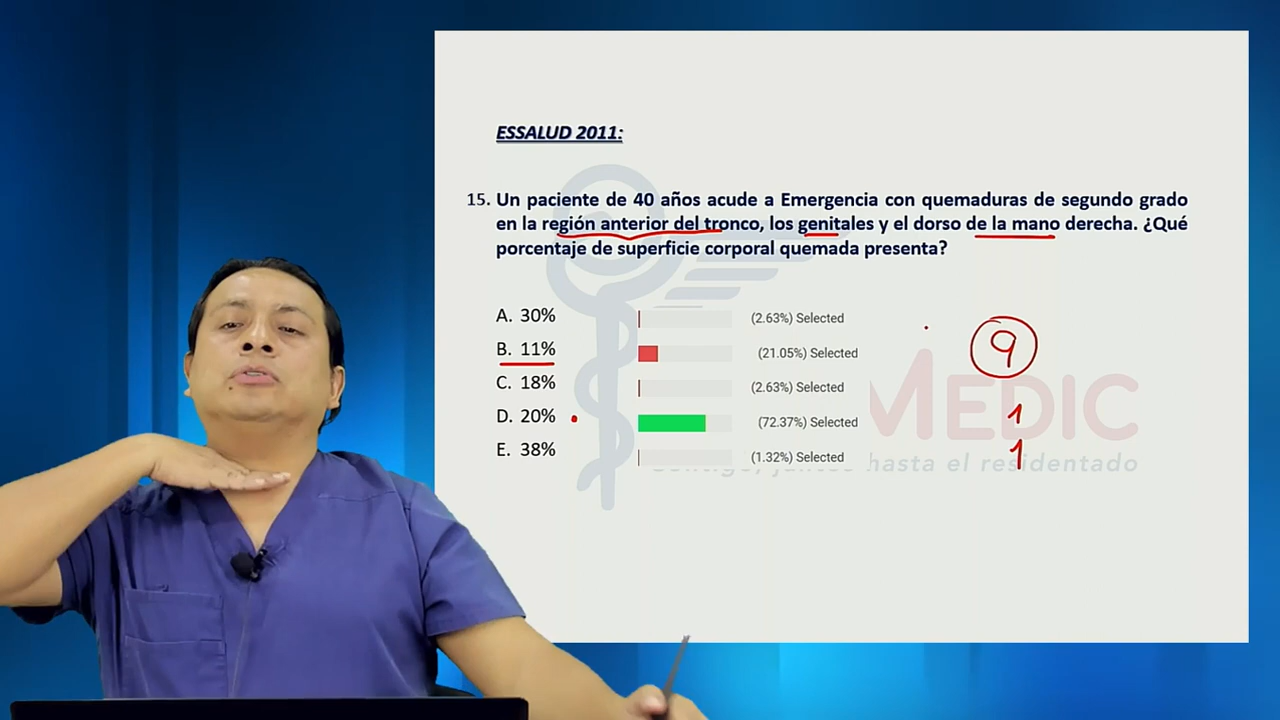 ESSALUD 2011:
15. Un paciente de 40 años acude a Emergencia con quemaduras de segundo grado
en la región anterior del tronco, los genitales y el dorso de la mano derecha. ¿Qué
porcentaje de superficie corporal quemada presenta?
A. 30% (2.63%) Selected
B. 11% (21.05%) Selected
C. 18% (2.63%) Selected
D. 20% (72.37%) Selected
E. 38% (1.32%) Selected
9
1
1
MEDIC
Contigo, juntos hasta el residentado